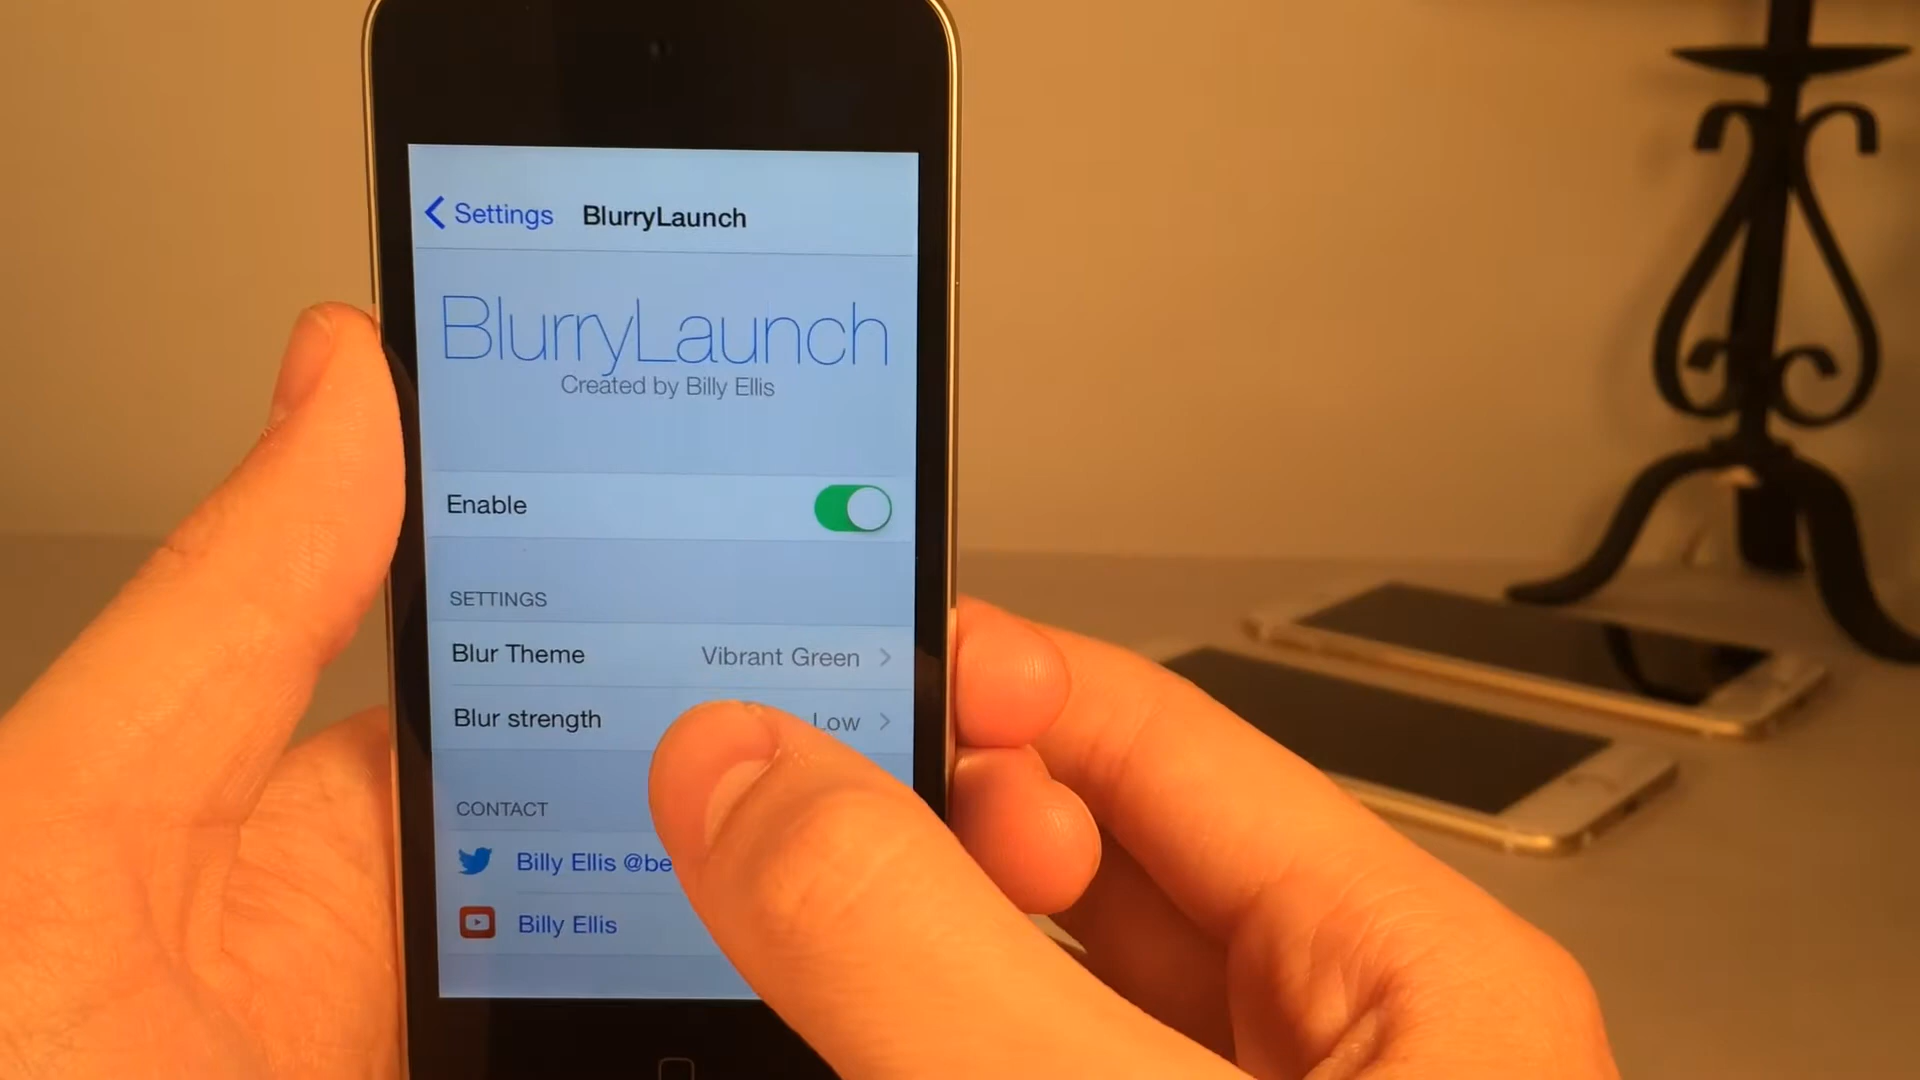 Settings
BlurryLaunch
BlurryLaunch
Created by Billy Ellis
Enable
SETTINGS
Blur Theme
Vibrant Green
Blur strength
Low
CONTACT
Billy Ellis @be
Billy Ellis